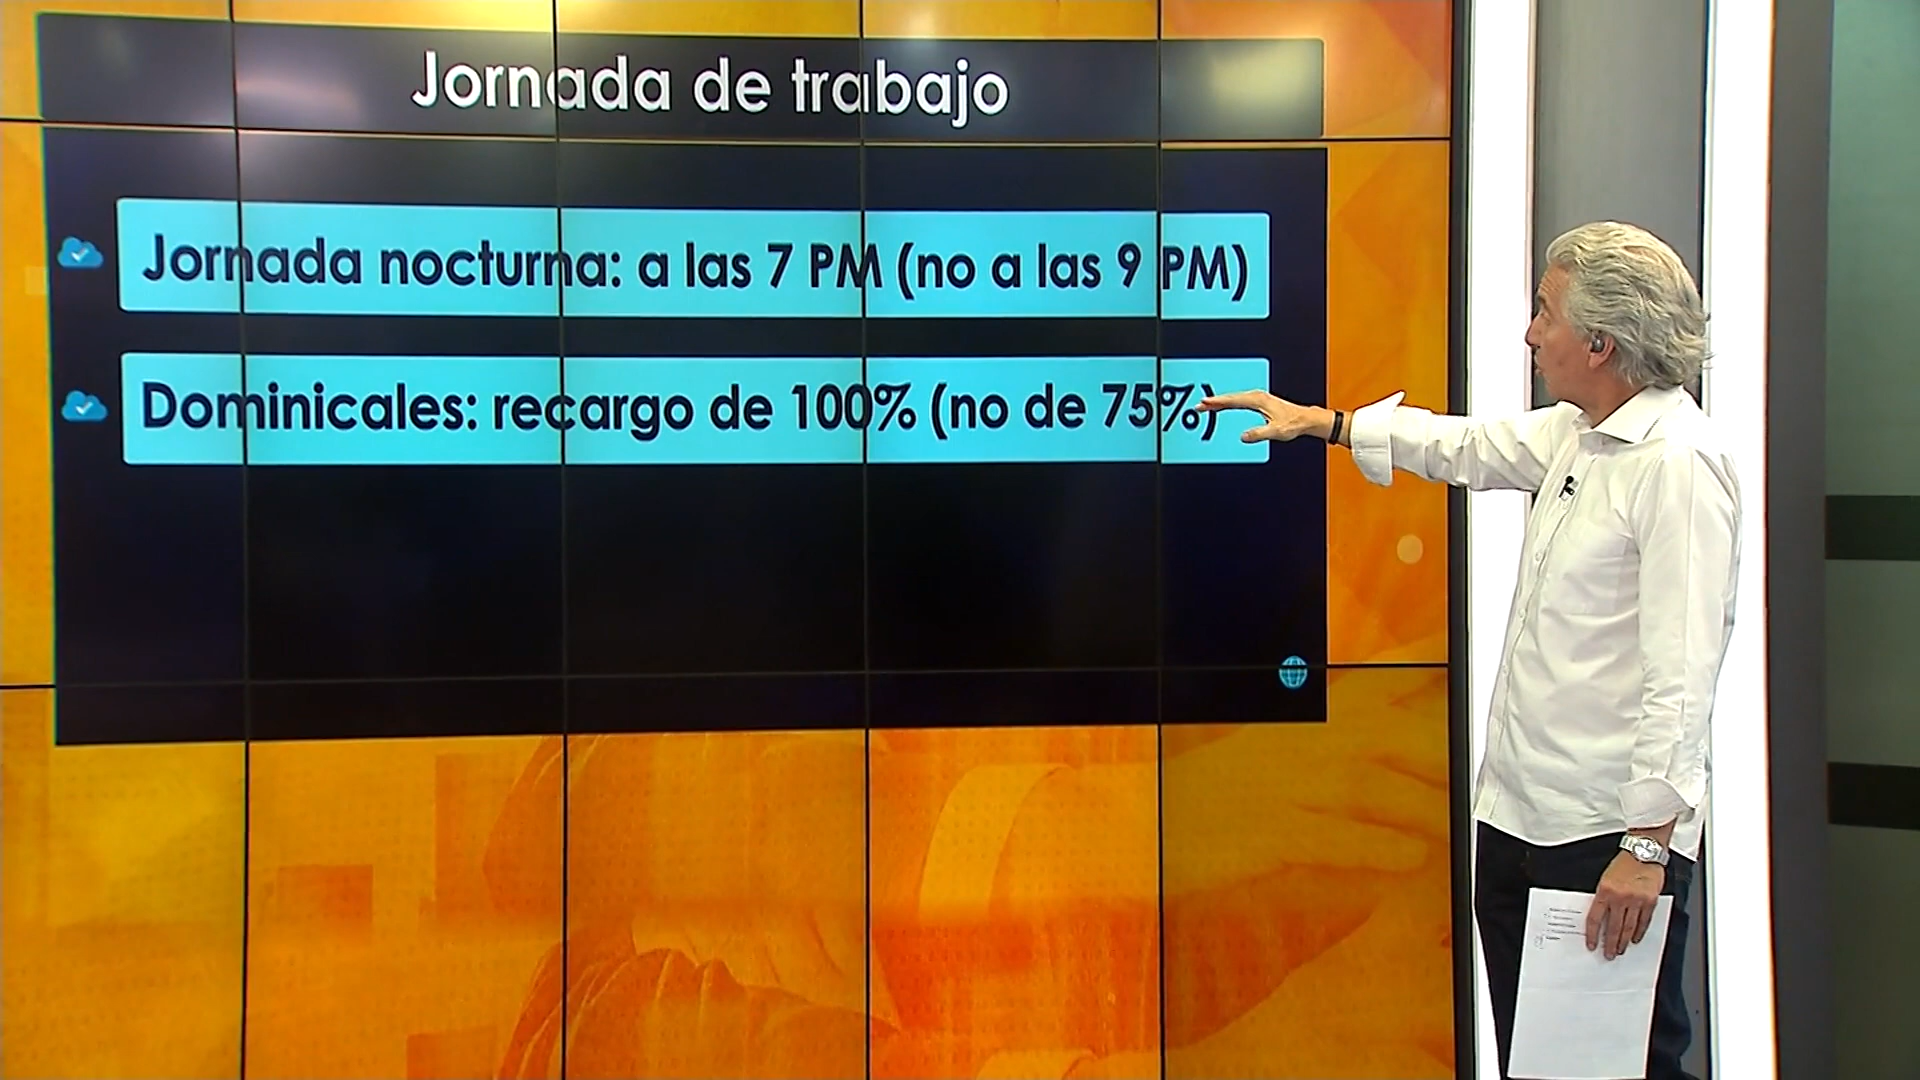 Jornada de trabajo
Jornada nocturna: a las 7 PM (no a las 9 PM)
Dominicales: recargo de 100% (no de 75%)